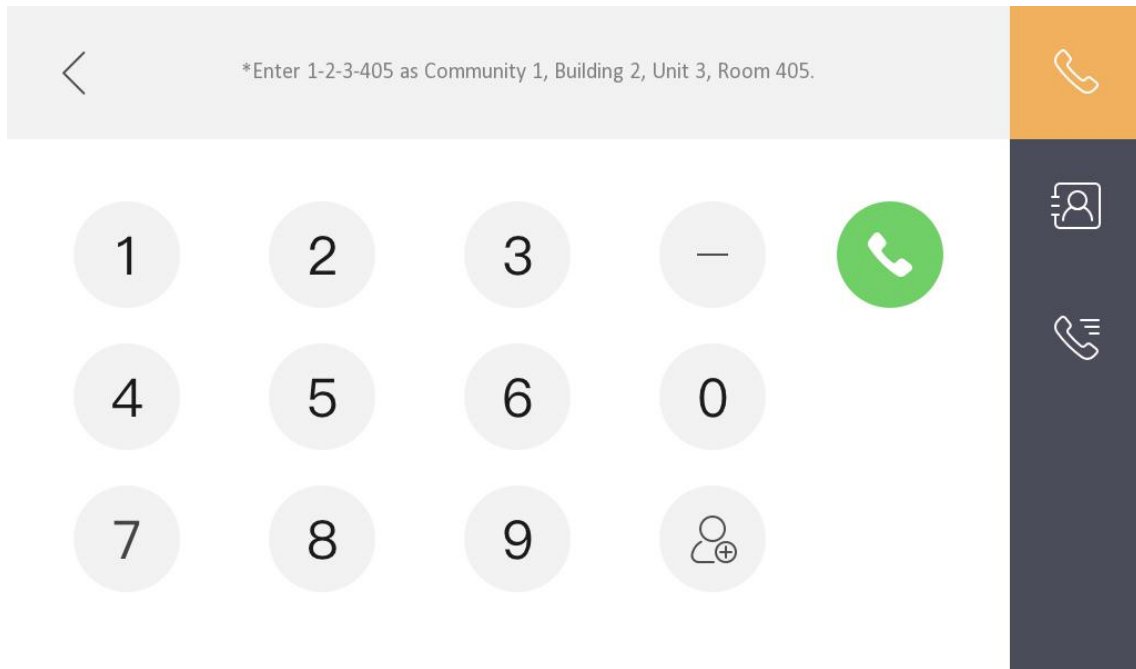 *Enter 1-2-3-405 as Community 1, Building 2, Unit 3, Room 405.
1 2 3 —
4 5 6 0
7 8 9